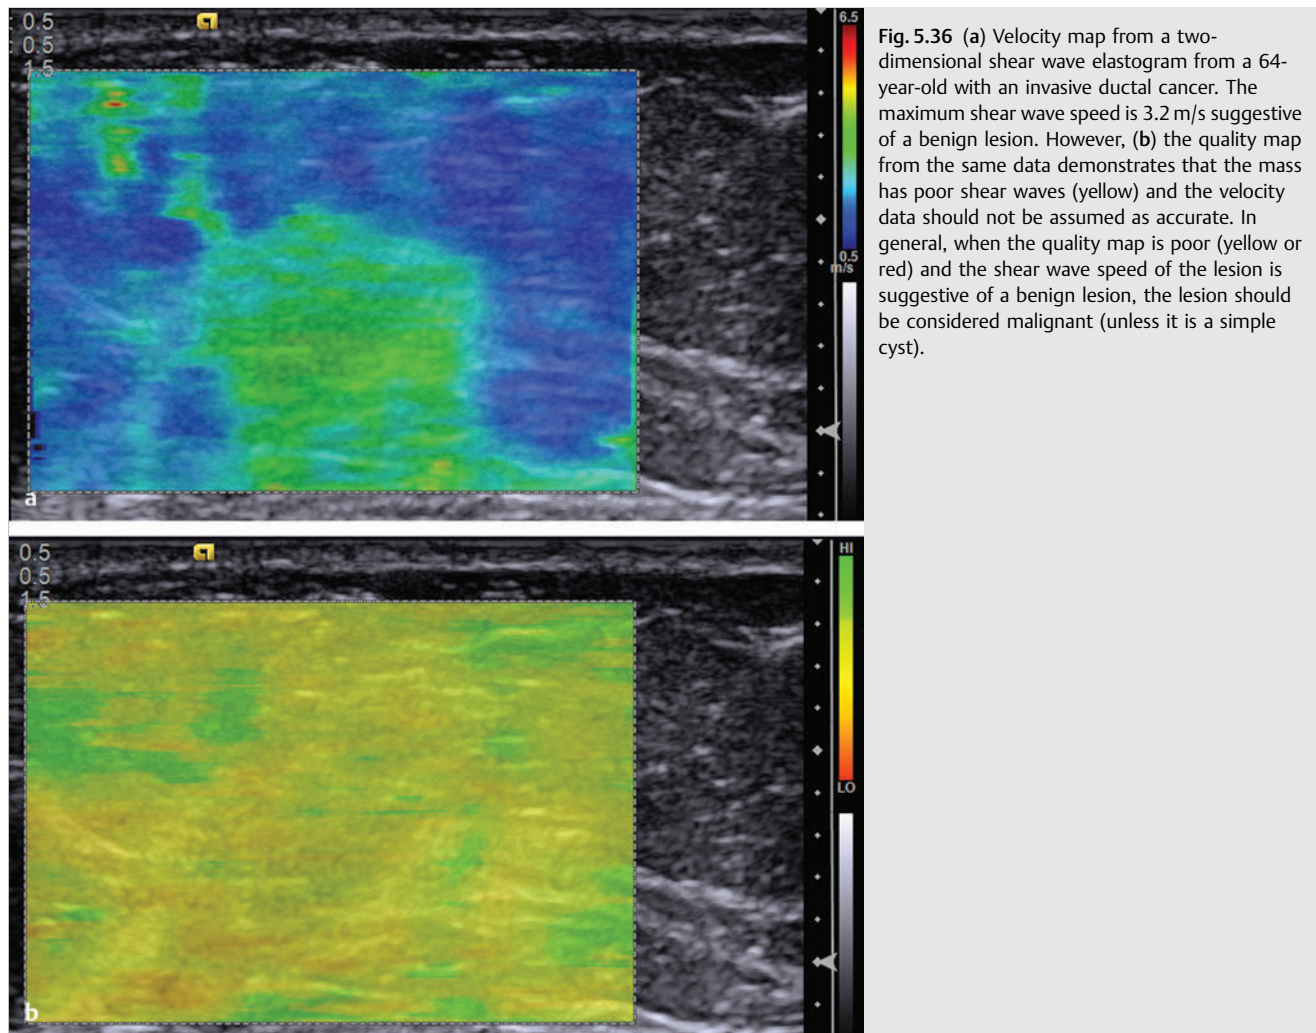 0.5
0.5
1.5
6.5
0.5
m/s
a
Fig. 5.36 (a) Velocity map from a two-
dimensional shear wave elastogram from a 64-
year-old with an invasive ductal cancer. The
maximum shear wave speed is 3.2 m/s suggestive
of a benign lesion. However, (b) the quality map
from the same data demonstrates that the mass
has poor shear waves (yellow) and the velocity
data should not be assumed as accurate. In
general, when the quality map is poor (yellow or
red) and the shear wave speed of the lesion is
suggestive of a benign lesion, the lesion should
be considered malignant (unless it is a simple
cyst).
0.5
0.5
1.5
HI
LO
b